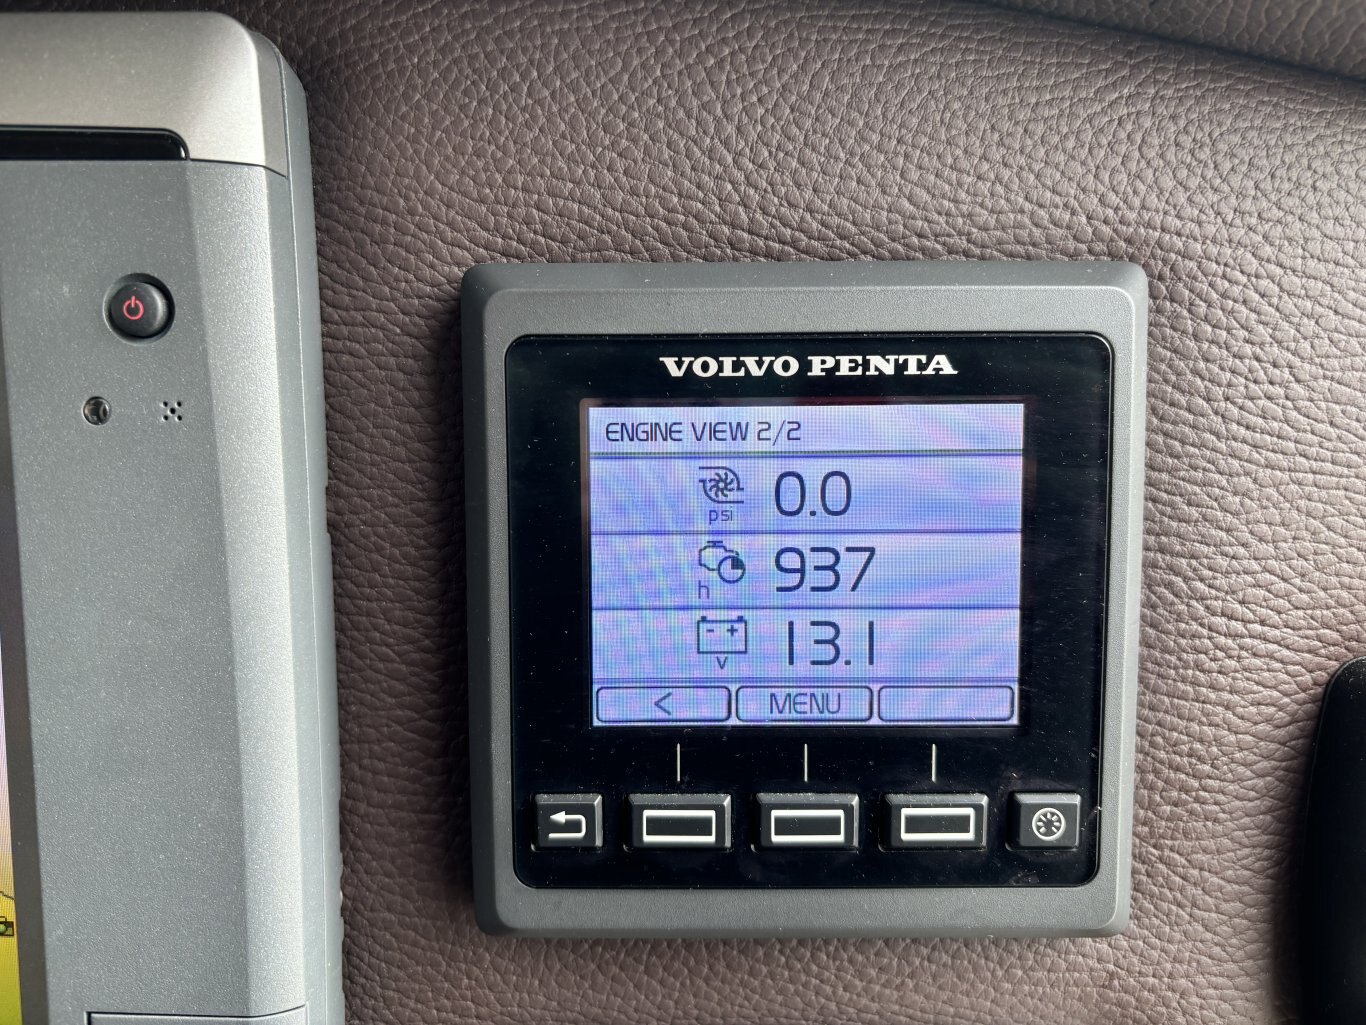 VOLVO PENTA
ENGINE VIEW 2/2
psi 0.0
h 937
- +
V 13.1
< MENU